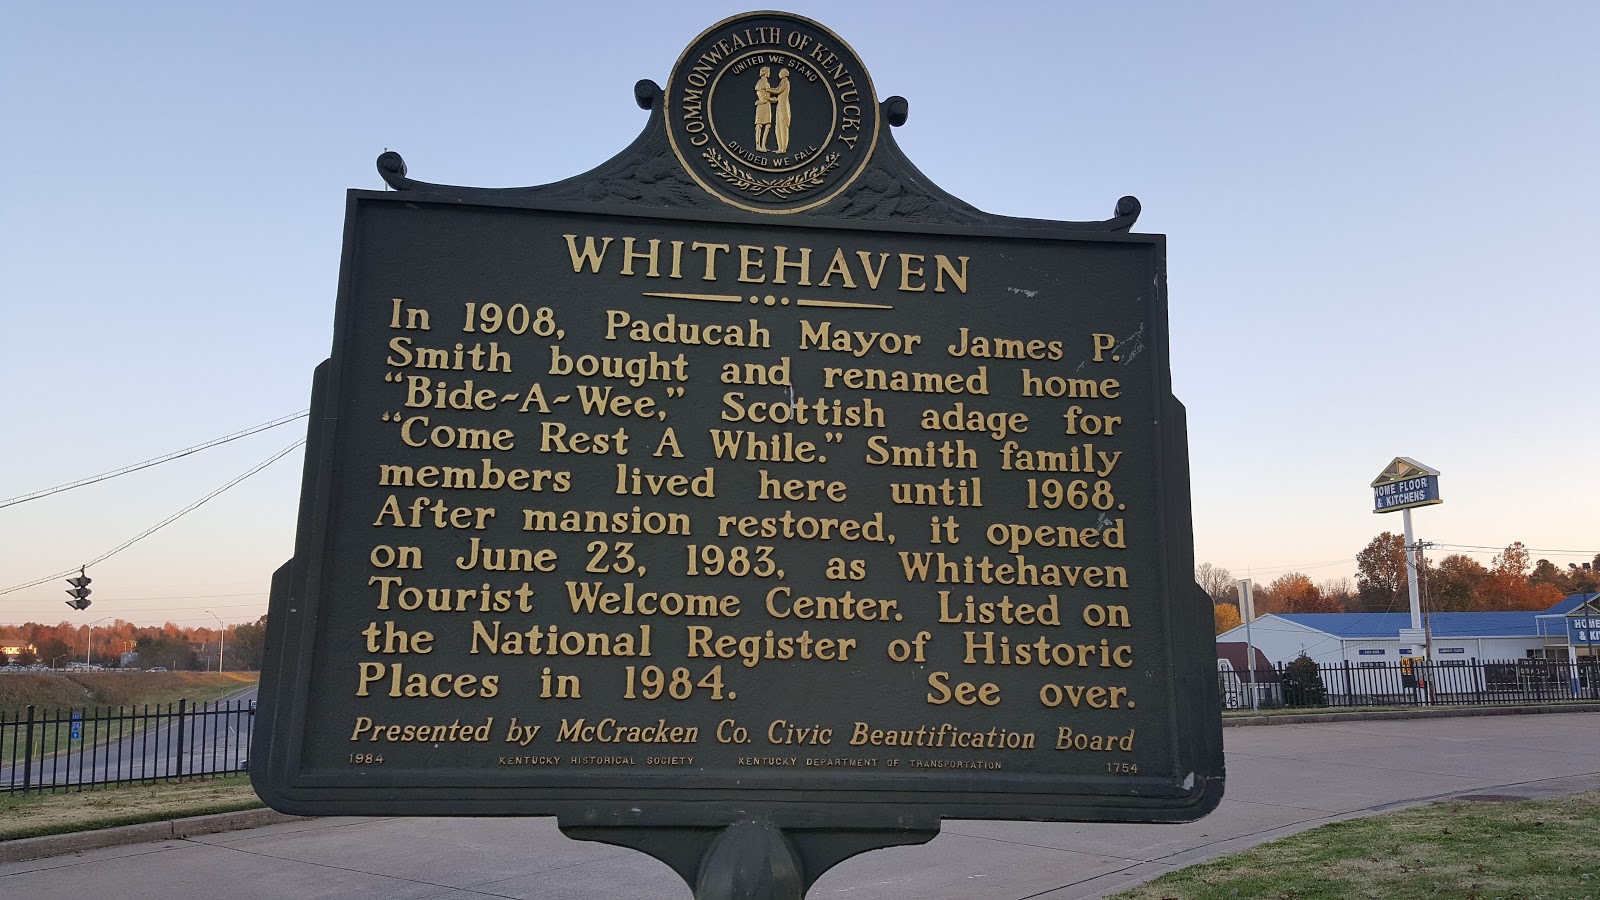 COMMONWEALTH OF KENTUCKY
UNITED WE STAND
DIVIDED WE FALL
WHITEHAVEN
In 1908, Paducah Mayor James P.
Smith bought and renamed home
“Bide-A-Wee,” Scottish adage for
“Come Rest A While.” Smith family
members lived here until 1968.
After mansion restored, it opened
on June 23, 1983, as Whitehaven
Tourist Welcome Center. Listed on
the National Register of Historic
Places in 1984. See over.
Presented by McCracken Co. Civic Beautification Board
1984 KENTUCKY HISTORICAL SOCIETY KENTUCKY DEPARTMENT OF TRANSPORTATION 1754
HOME FLOOR
& KITCHENS
HOME